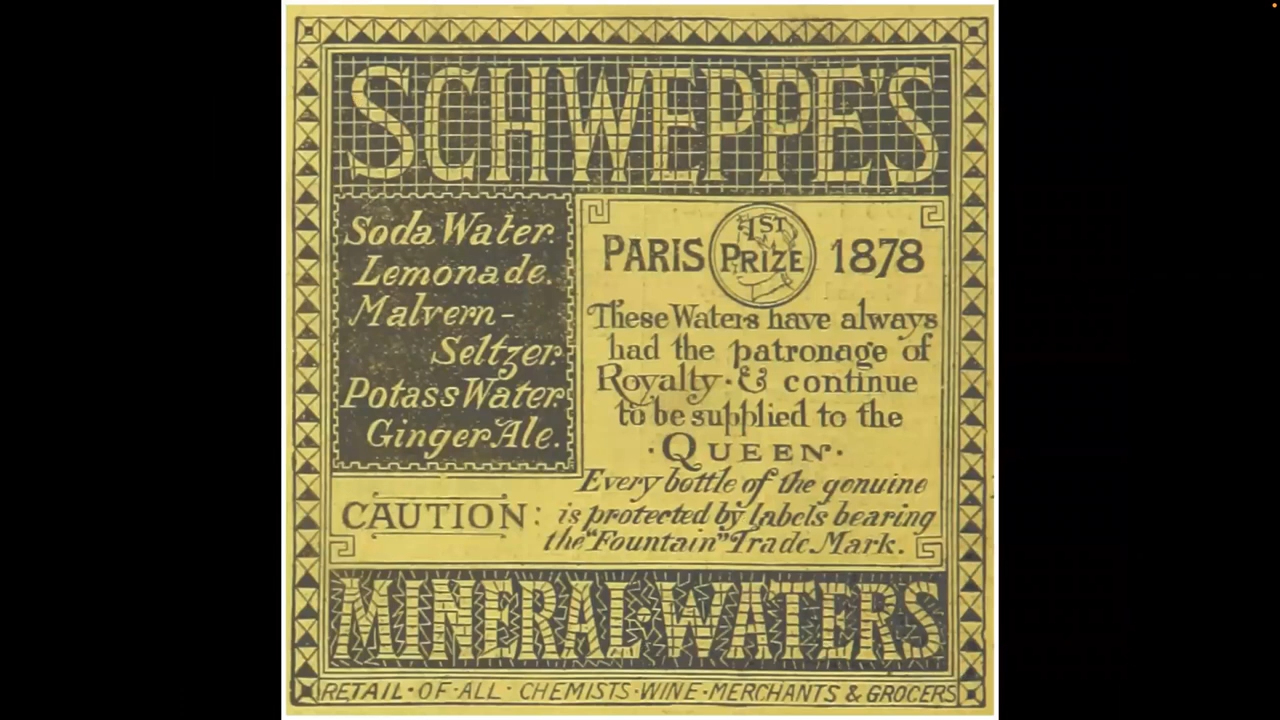 SCHWEPPE'S
Soda Water.
Lemonade.
Malvern-
Seltzer.
Potass Water.
Ginger Ale.
PARIS 1ST PRIZE 1878
These Waters have always
had the patronage of
Royalty · & continue
to be supplied to the
· QUEEN ·
CAUTION:
Every bottle of the genuine
is protected by labels bearing
the "Fountain" Trade Mark.
MINERAL·WATERS
RETAIL·OF·ALL·CHEMISTS·WINE·MERCHANTS & GROCERS